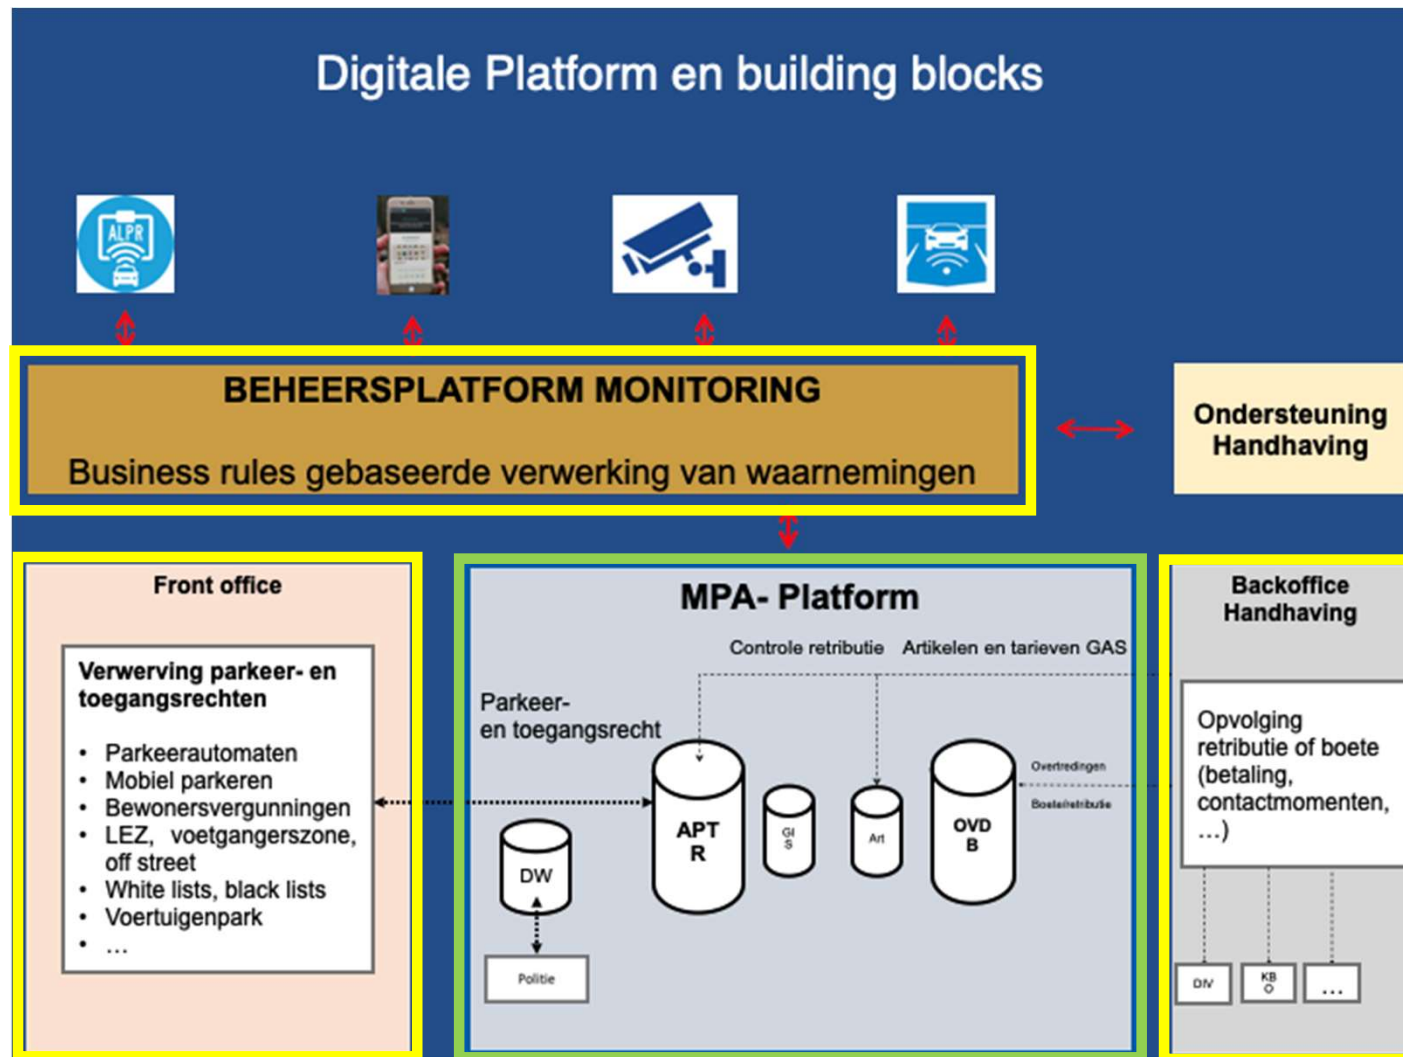 Digitale Platform en building blocks
ALPR
BEHEERSPLATFORM MONITORING
Business rules gebaseerde verwerking van waarnemingen
Ondersteuning
Handhaving
Front office
Verwerving parkeer- en
toegangsrechten
• Parkeerautomaten
• Mobiel parkeren
• Bewonersvergunningen
• LEZ, voetgangerszone,
off street
• White lists, black lists
• Voertuigenpark
• ...
MPA- Platform
Controle retributie
Artikelen en tarieven GAS
Parkeer-
en toegangsrecht
APT
R
GI
S
Art
OVD
B
Overtredingen
Boete/retributie
DW
Politie
Backoffice
Handhaving
Opvolging
retributie of boete
(betaling,
contactmomenten,
...)
DIV
KB
O
...